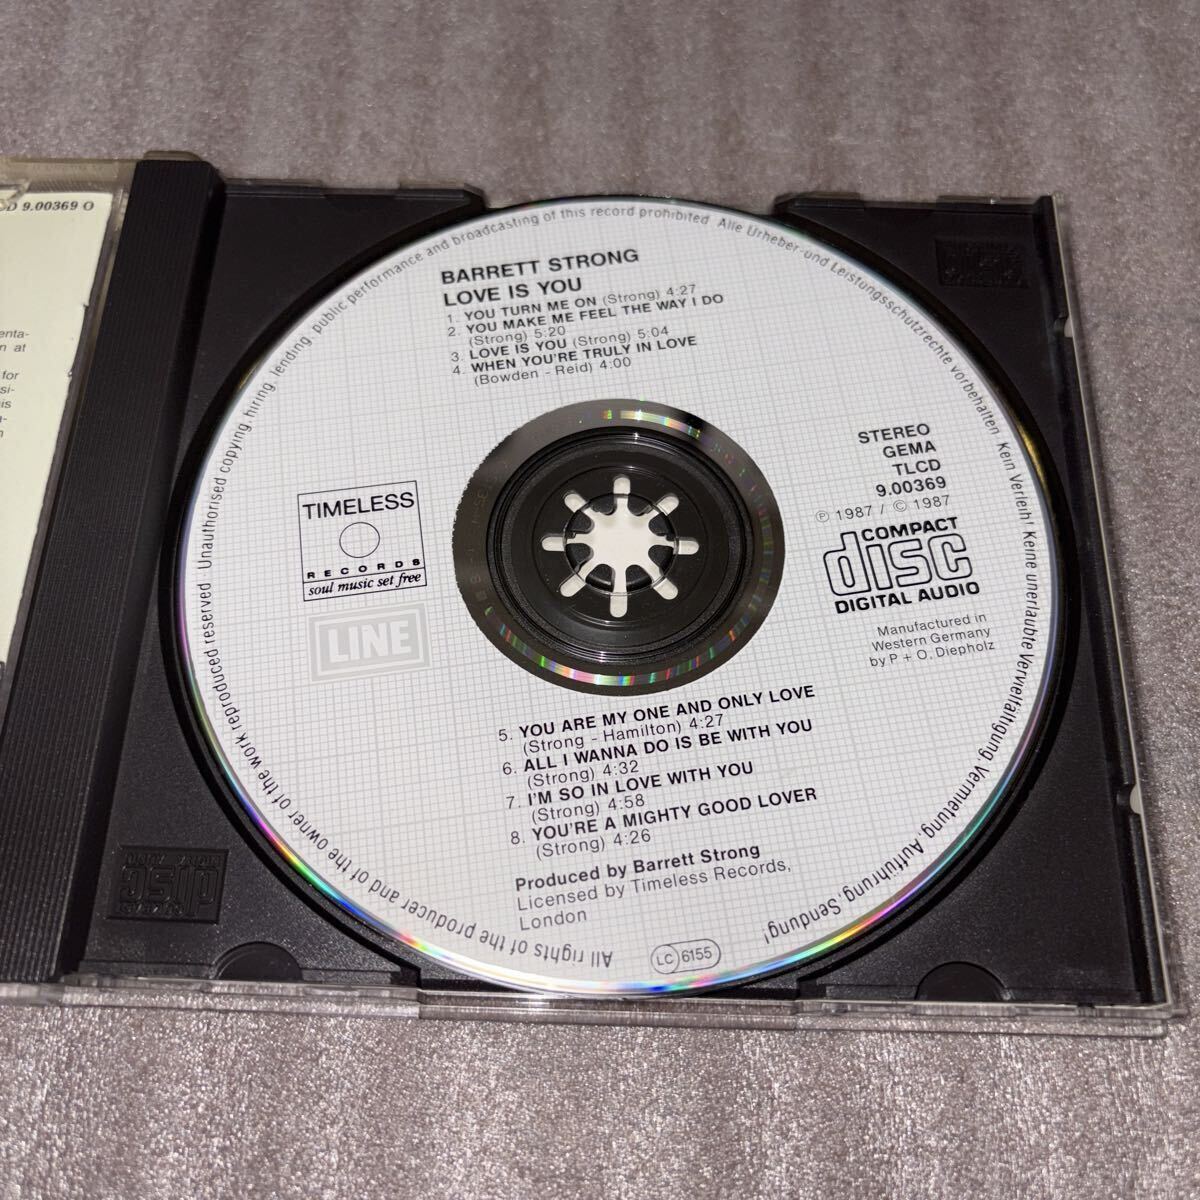 CD 9.00369 O
enta-
n at
for
si-
is
a-
n
Unauthorised copying, hiring, lending, public performance and broadcasting of this record prohibited
Alle Urheber- und Leistungsschutzrechte vorbehalten. Kein Verleih! Keine unerlaubte Vervielfältigung, Vermietung, Aufführung, Sendung!
All rights of the producer and of the owner of the work reproduced reserved
BARRETT STRONG
LOVE IS YOU
1. YOU TURN ME ON (Strong) 4:27
2. YOU MAKE ME FEEL THE WAY I DO
(Strong) 5:20
3. LOVE IS YOU (Strong) 5:04
4. WHEN YOU'RE TRULY IN LOVE
(Bowden - Reid) 4:00
STEREO
GEMA
TLCD
9.00369
℗ 1987 / © 1987
COMPACT
disc
DIGITAL AUDIO
Manufactured in
Western Germany
by P + O. Diepholz
TIMELESS
RECORDS
soul music set free
LINE
5. YOU ARE MY ONE AND ONLY LOVE
(Strong - Hamilton) 4:27
6. ALL I WANNA DO IS BE WITH YOU
(Strong) 4:32
7. I'M SO IN LOVE WITH YOU
(Strong) 4:58
8. YOU'RE A MIGHTY GOOD LOVER
(Strong) 4:26
Produced by Barrett Strong
Licensed by Timeless Records,
London
LC 6155